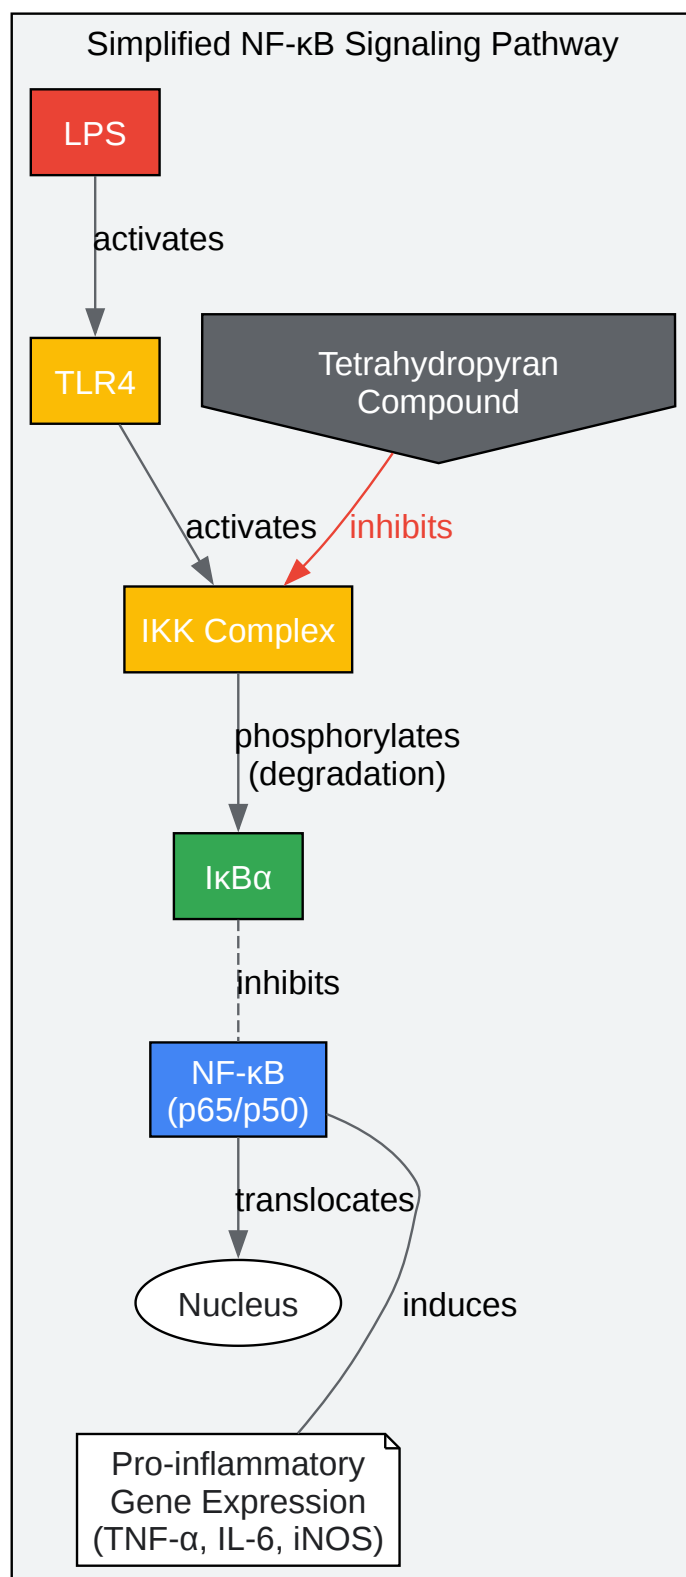 Simplified NF-κB Signaling Pathway
LPS
activates
TLR4
Tetrahydropyran
Compound
activates
inhibits
IKK Complex
phosphorylates
(degradation)
IκBα
inhibits
NF-κB
(p65/p50)
translocates
Nucleus
induces
Pro-inflammatory
Gene Expression
(TNF-α, IL-6, iNOS)